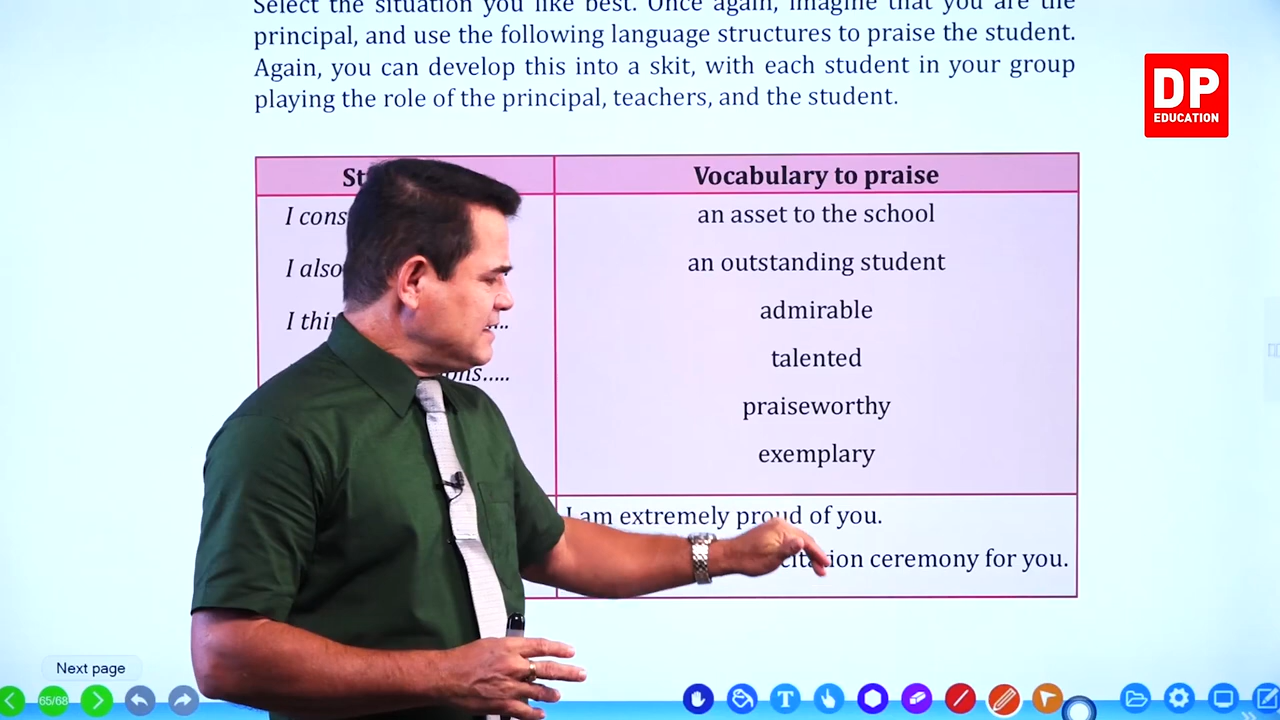 Select the situation you like best. Once again, imagine that you are the
principal, and use the following language structures to praise the student.
Again, you can develop this into a skit, with each student in your group
playing the role of the principal, teachers, and the student.
DP
EDUCATION
Vocabulary to praise
I
an asset to the school
I also
an outstanding student
I
admirable
talented
praiseworthy
exemplary
I am extremely proud of you.
ceremony for you.
Next page
65/68
T